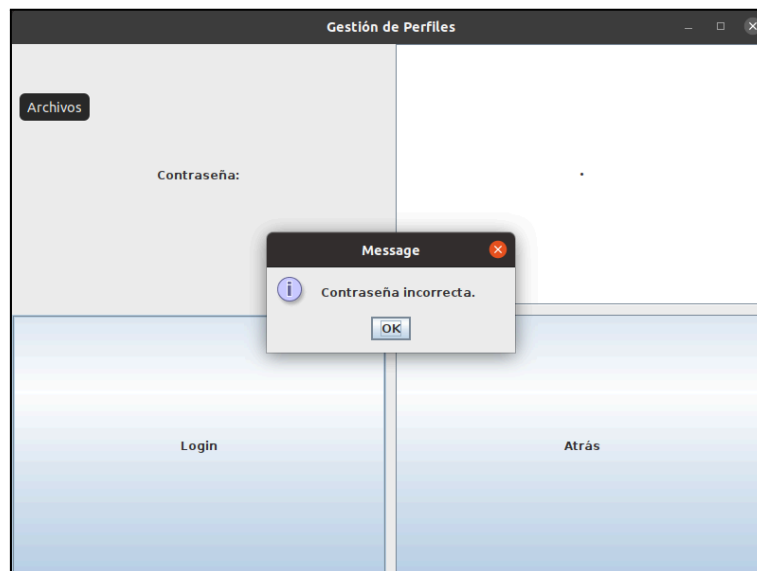 Gestión de Perfiles
Archivos
Contraseña:
Message
Contraseña incorrecta.
OK
Login
Atrás